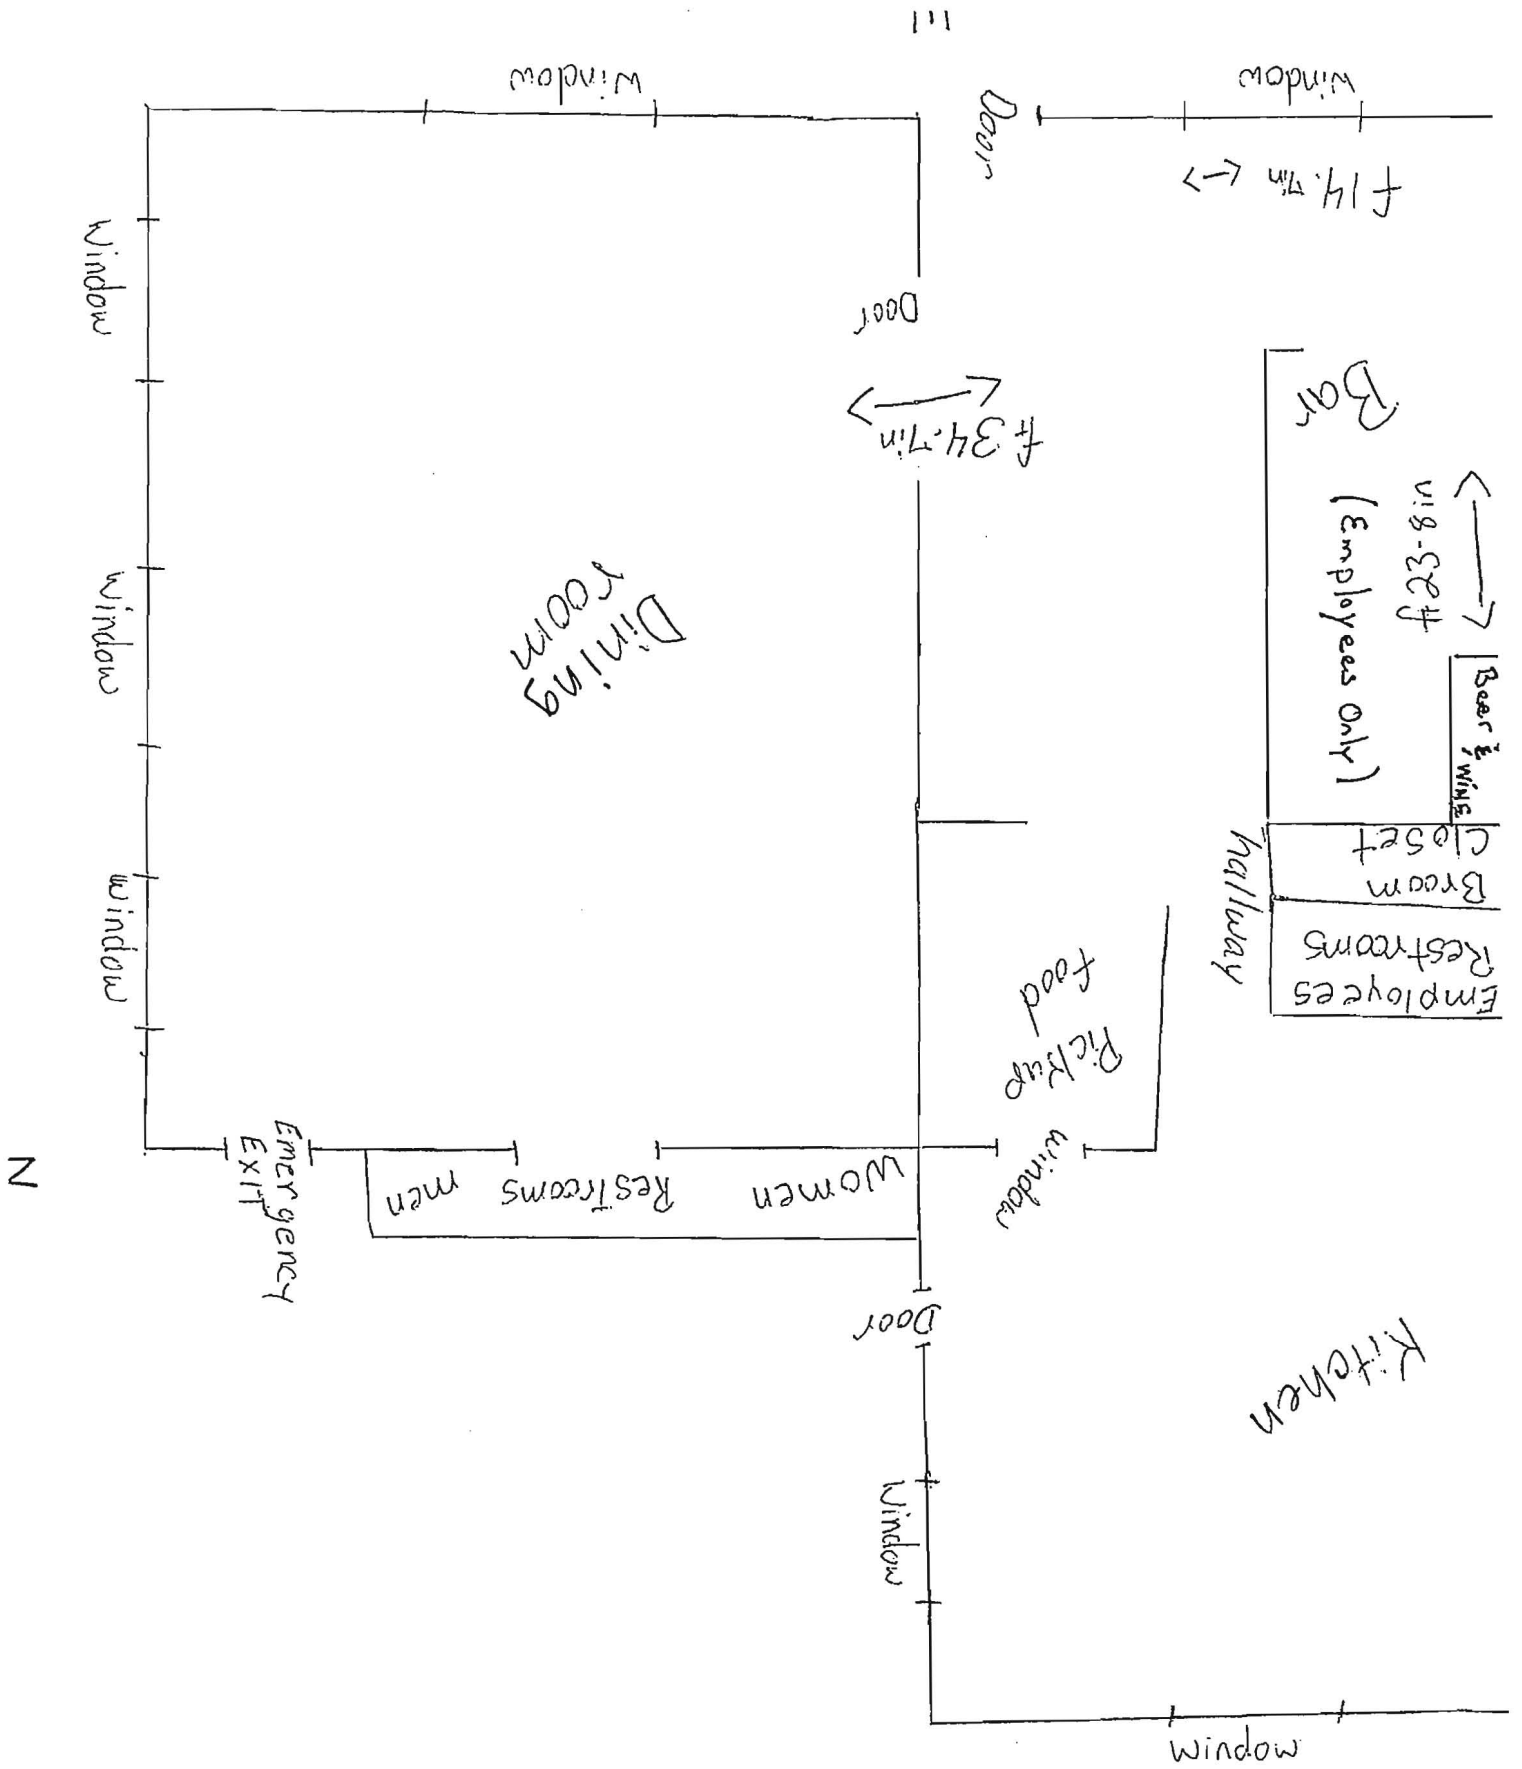 E
Window
Window
Door
f14.7in
Window
Door
Bar
ft 34.7in
(Employees Only)
ft 23-8in
Dining
room
Window
Beer & Wine
Closet
Broom
hallway
Restrooms
Employees
Window
food
Pickup
Window
N
Emergency
Exit
men
Restrooms
Women
Door
Kitchen
Window
Window